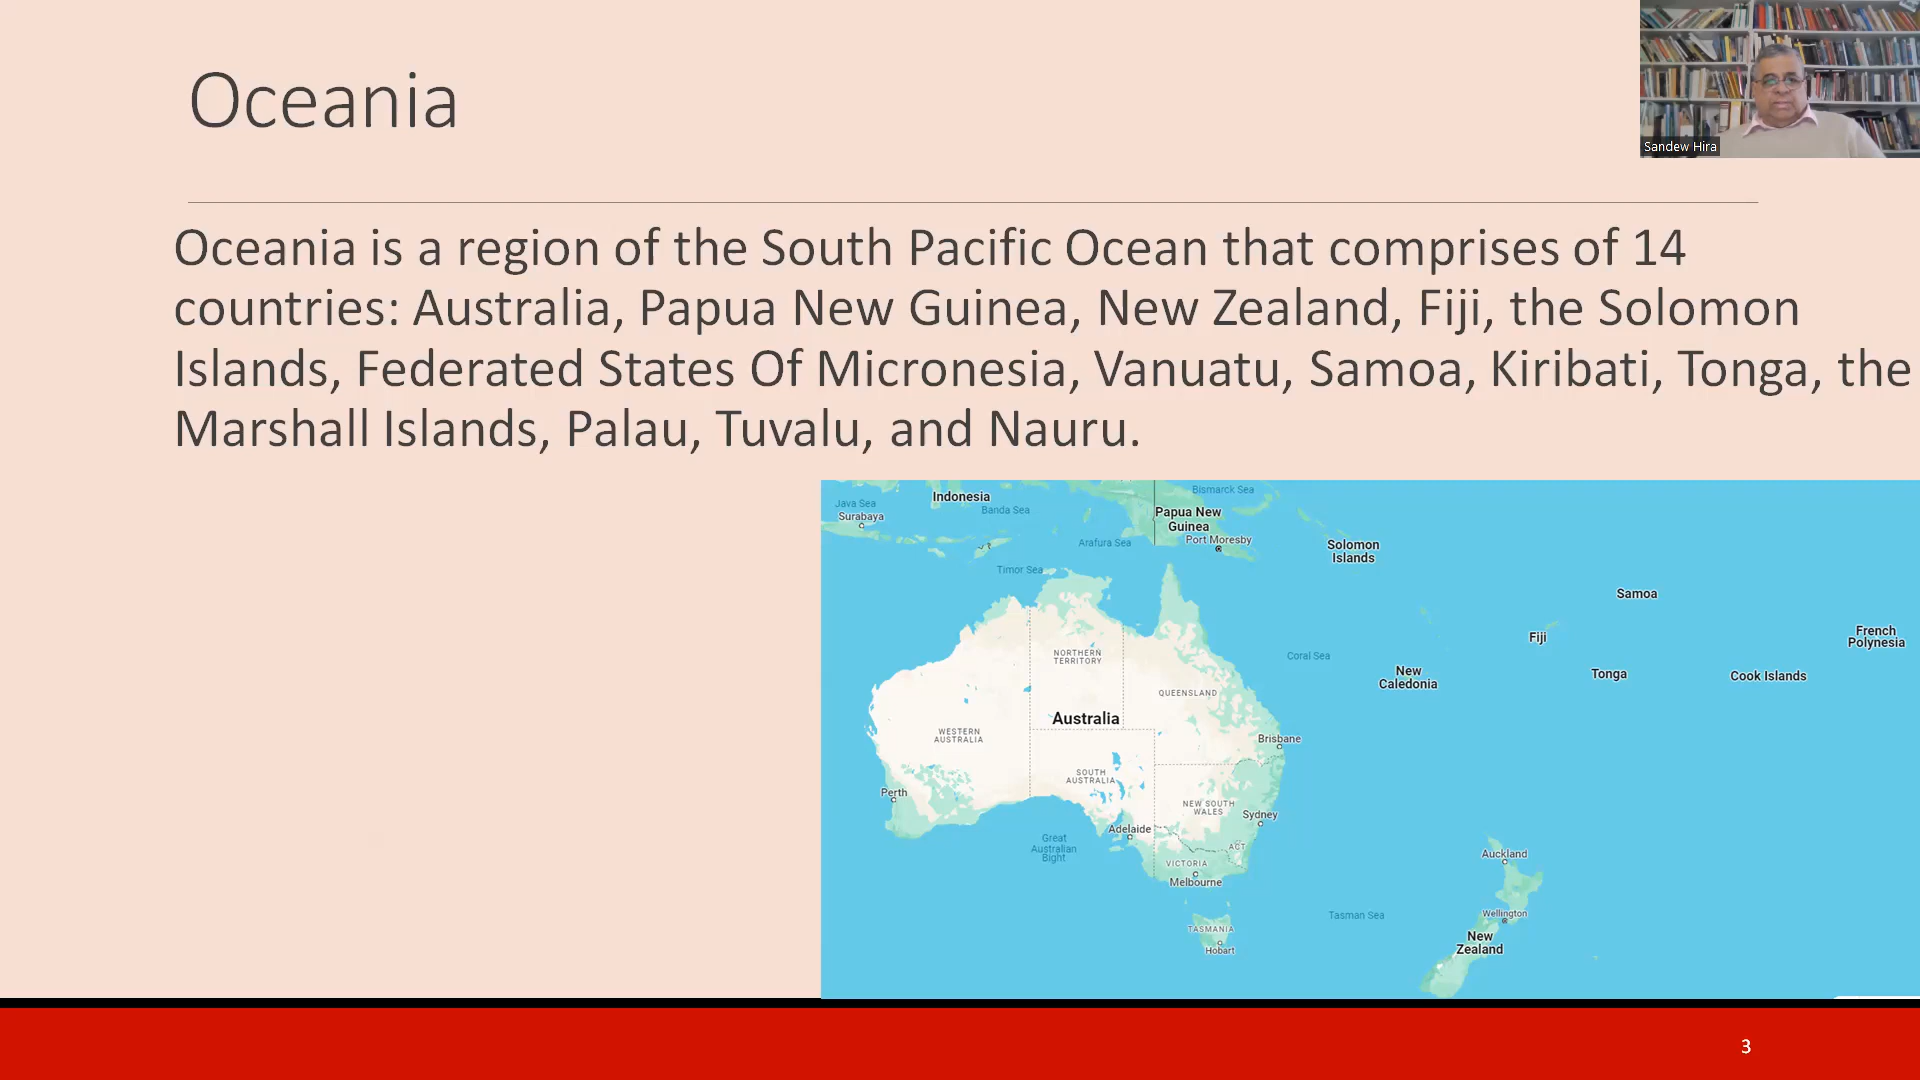 Oceania
Sandew Hira
Oceania is a region of the South Pacific Ocean that comprises of 14
countries: Australia, Papua New Guinea, New Zealand, Fiji, the Solomon
Islands, Federated States Of Micronesia, Vanuatu, Samoa, Kiribati, Tonga, the
Marshall Islands, Palau, Tuvalu, and Nauru.
Java Sea
Surabaya
Indonesia
Banda Sea
Bismarck Sea
Papua New
Guinea
Port Moresby
Arafura Sea
Timor Sea
Solomon
Islands
Samoa
Fiji
French
Polynesia
Coral Sea
New
Caledonia
Tonga
Cook Islands
NORTHERN
TERRITORY
QUEENSLAND
Australia
WESTERN
AUSTRALIA
Brisbane
SOUTH
AUSTRALIA
Perth
NEW SOUTH
WALES
Sydney
Adelaide
Great
Australian
Bight
ACT
VICTORIA
Melbourne
Auckland
Tasman Sea
Wellington
TASMANIA
Hobart
New
Zealand
3